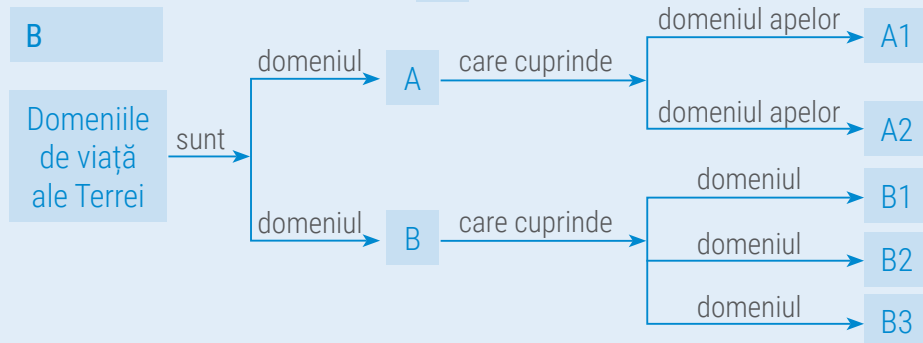 B
Domeniile
de viață
ale Terrei
sunt
domeniul
A
care cuprinde
domeniul apelor
A1
domeniul apelor
A2
domeniul
B
care cuprinde
domeniul
B1
domeniul
B2
domeniul
B3